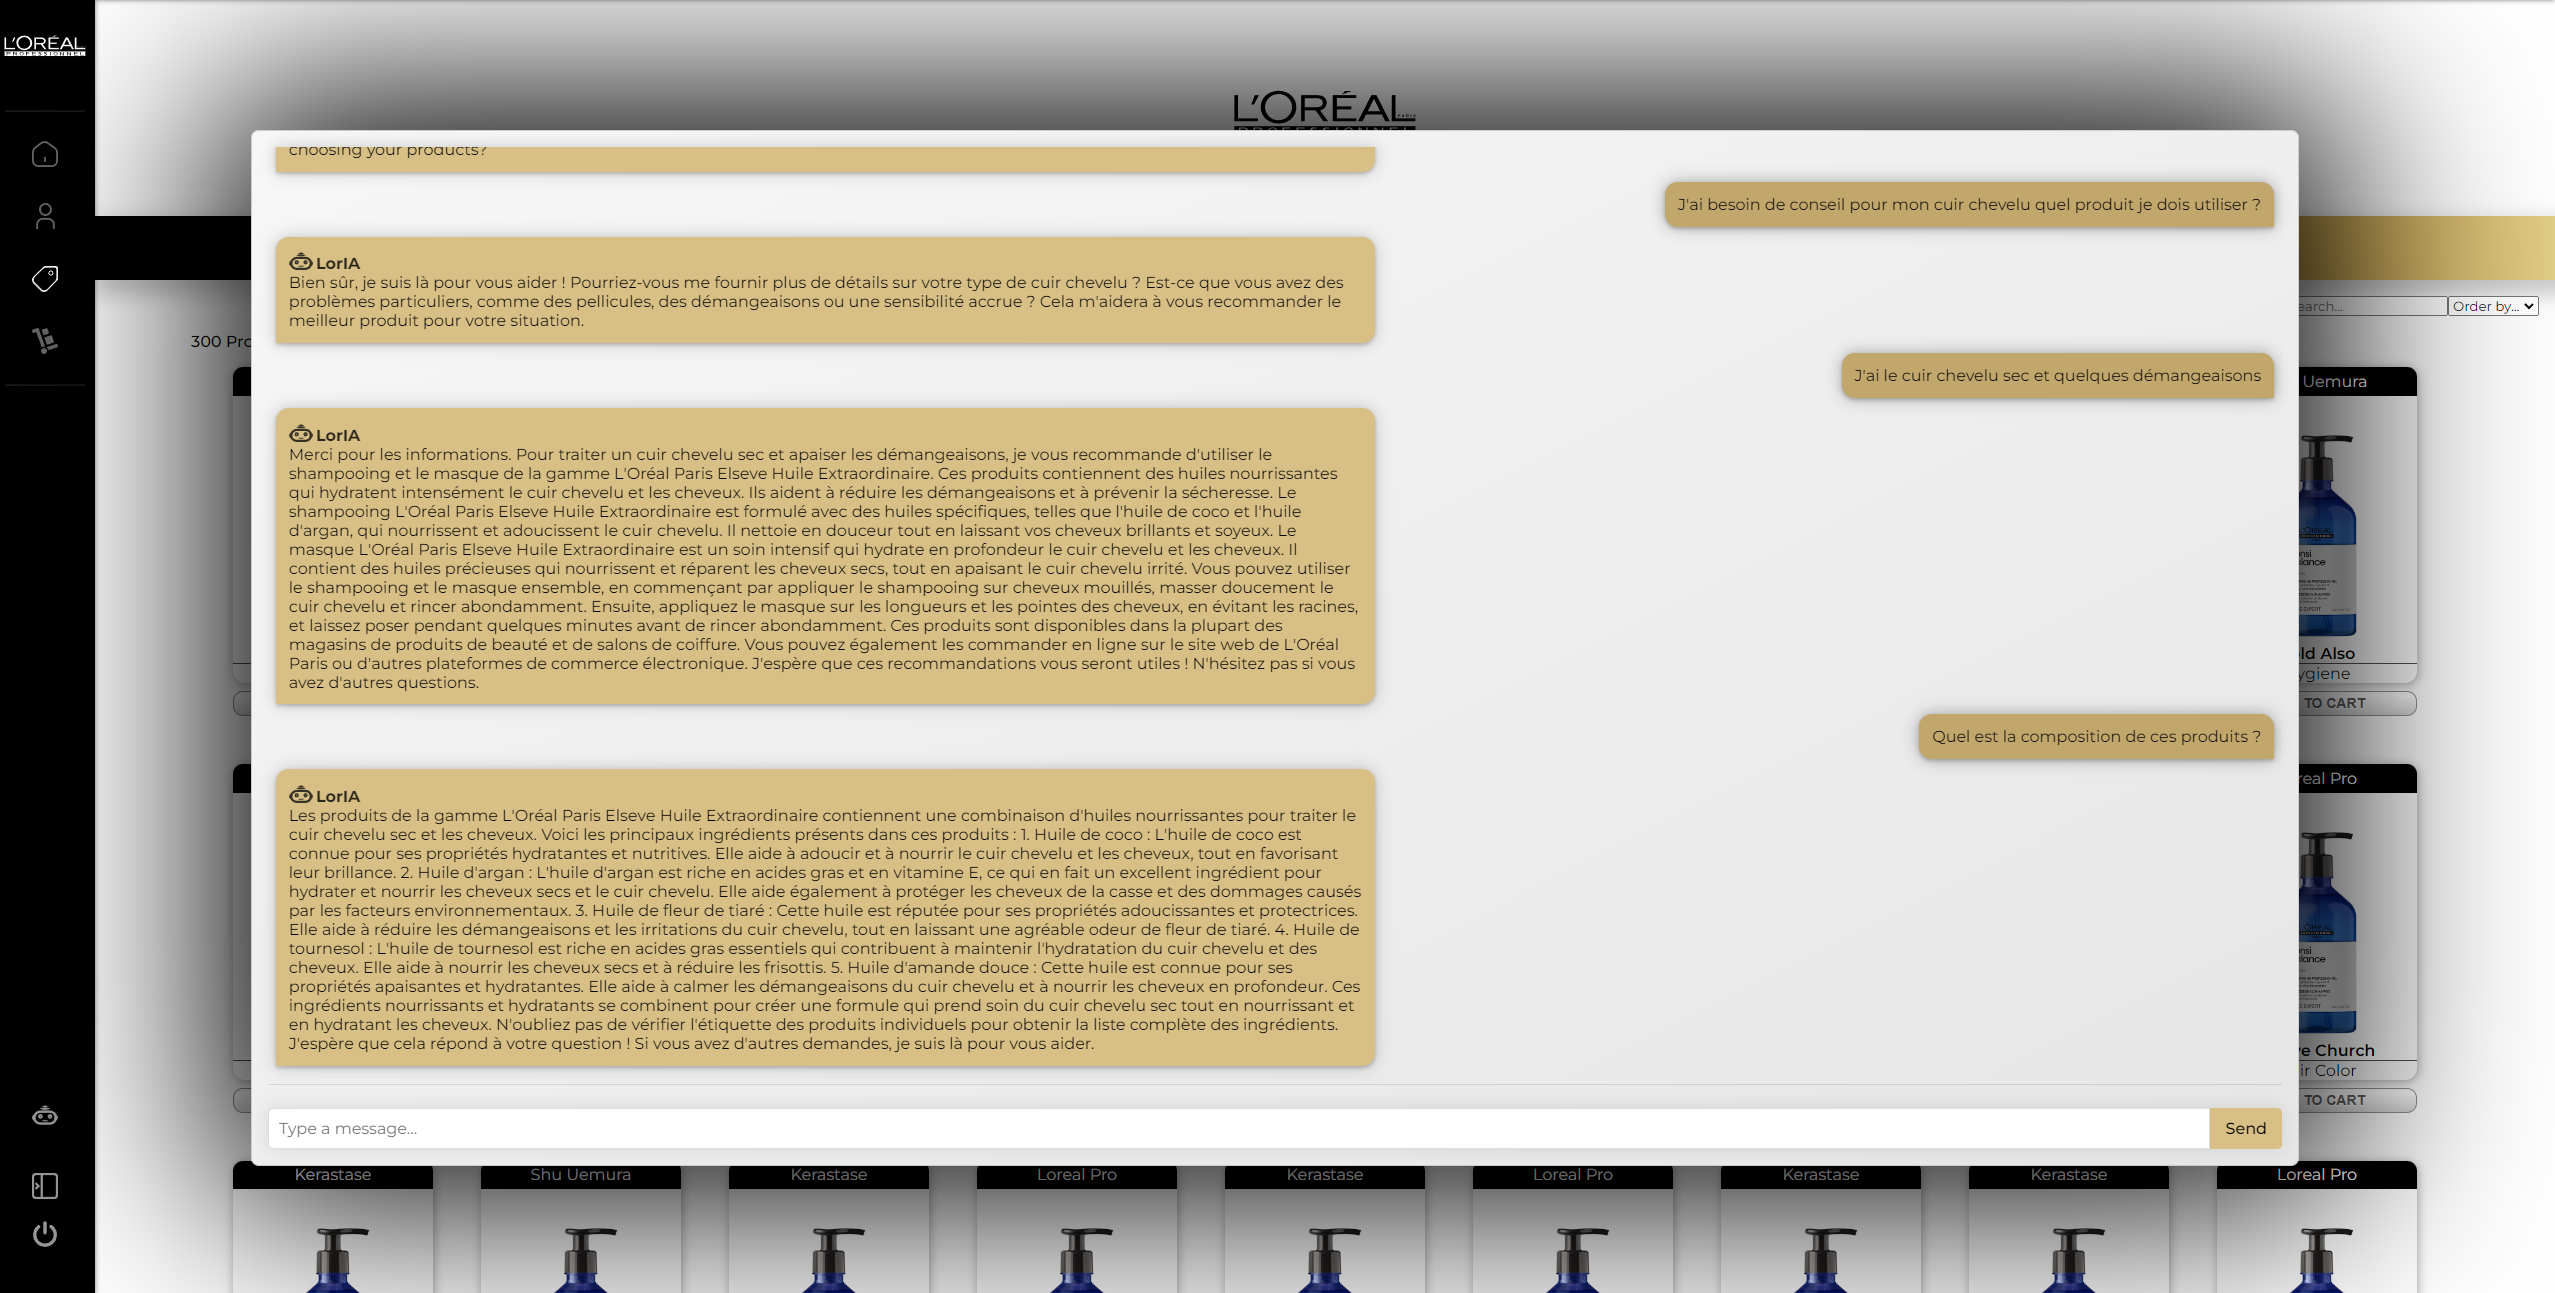 L'ORÉAL
PROFESSIONNEL
L'ORÉAL
PARIS
choosing your products?
J'ai besoin de conseil pour mon cuir chevelu quel produit je dois utiliser ?
LorIA
Bien sûr, je suis là pour vous aider ! Pourriez-vous me fournir plus de détails sur votre type de cuir chevelu ? Est-ce que vous avez des
problèmes particuliers, comme des pellicules, des démangeaisons ou une sensibilité accrue ? Cela m'aidera à vous recommander le
meilleur produit pour votre situation.
earch...
Order by...
300 Pro
J'ai le cuir chevelu sec et quelques démangeaisons
Uemura
LorIA
Merci pour les informations. Pour traiter un cuir chevelu sec et apaiser les démangeaisons, je vous recommande d'utiliser le
shampooing et le masque de la gamme L'Oréal Paris Elseve Huile Extraordinaire. Ces produits contiennent des huiles nourrissantes
qui hydratent intensément le cuir chevelu et les cheveux. Ils aident à réduire les démangeaisons et à prévenir la sécheresse. Le
shampooing L'Oréal Paris Elseve Huile Extraordinaire est formulé avec des huiles spécifiques, telles que l'huile de coco et l'huile
d'argan, qui nourrissent et adoucissent le cuir chevelu. Il nettoie en douceur tout en laissant vos cheveux brillants et soyeux. Le
masque L'Oréal Paris Elseve Huile Extraordinaire est un soin intensif qui hydrate en profondeur le cuir chevelu et les cheveux. Il
contient des huiles précieuses qui nourrissent et réparent les cheveux secs, tout en apaisant le cuir chevelu irrité. Vous pouvez utiliser
le shampooing et le masque ensemble, en commençant par appliquer le shampooing sur cheveux mouillés, masser doucement le
cuir chevelu et rincer abondamment. Ensuite, appliquez le masque sur les longueurs et les pointes des cheveux, en évitant les racines,
et laissez poser pendant quelques minutes avant de rincer abondamment. Ces produits sont disponibles dans la plupart des
magasins de produits de beauté et de salons de coiffure. Vous pouvez également les commander en ligne sur le site web de L'Oréal
Paris ou d'autres plateformes de commerce électronique. J'espère que ces recommandations vous seront utiles ! N'hésitez pas si vous
avez d'autres questions.
L'ORÉAL
nsi
alance
ld Also
ygiene
TO CART
Quel est la composition de ces produits ?
real Pro
LorIA
Les produits de la gamme L'Oréal Paris Elseve Huile Extraordinaire contiennent une combinaison d'huiles nourrissantes pour traiter le
cuir chevelu sec et les cheveux. Voici les principaux ingrédients présents dans ces produits : 1. Huile de coco : L'huile de coco est
connue pour ses propriétés hydratantes et nutritives. Elle aide à adoucir et à nourrir le cuir chevelu et les cheveux, tout en favorisant
leur brillance. 2. Huile d'argan : L'huile d'argan est riche en acides gras et en vitamine E, ce qui en fait un excellent ingrédient pour
hydrater et nourrir les cheveux secs et le cuir chevelu. Elle aide également à protéger les cheveux de la casse et des dommages causés
par les facteurs environnementaux. 3. Huile de fleur de tiaré : Cette huile est réputée pour ses propriétés adoucissantes et protectrices.
Elle aide à réduire les démangeaisons et les irritations du cuir chevelu, tout en laissant une agréable odeur de fleur de tiaré. 4. Huile de
tournesol : L'huile de tournesol est riche en acides gras essentiels qui contribuent à maintenir l'hydratation du cuir chevelu et des
cheveux. Elle aide à nourrir les cheveux secs et à réduire les frisottis. 5. Huile d'amande douce : Cette huile est connue pour ses
propriétés apaisantes et hydratantes. Elle aide à calmer les démangeaisons du cuir chevelu et à nourrir les cheveux en profondeur. Ces
ingrédients nourrissants et hydratants se combinent pour créer une formule qui prend soin du cuir chevelu sec tout en nourrissant et
en hydratant les cheveux. N'oubliez pas de vérifier l'étiquette des produits individuels pour obtenir la liste complète des ingrédients.
J'espère que cela répond à votre question ! Si vous avez d'autres demandes, je suis là pour vous aider.
L'ORÉAL
nsi
alance
ve Church
ir Color
TO CART
Type a message...
Send
Kerastase
Shu Uemura
Kerastase
Loreal Pro
Kerastase
Loreal Pro
Kerastase
Kerastase
Loreal Pro